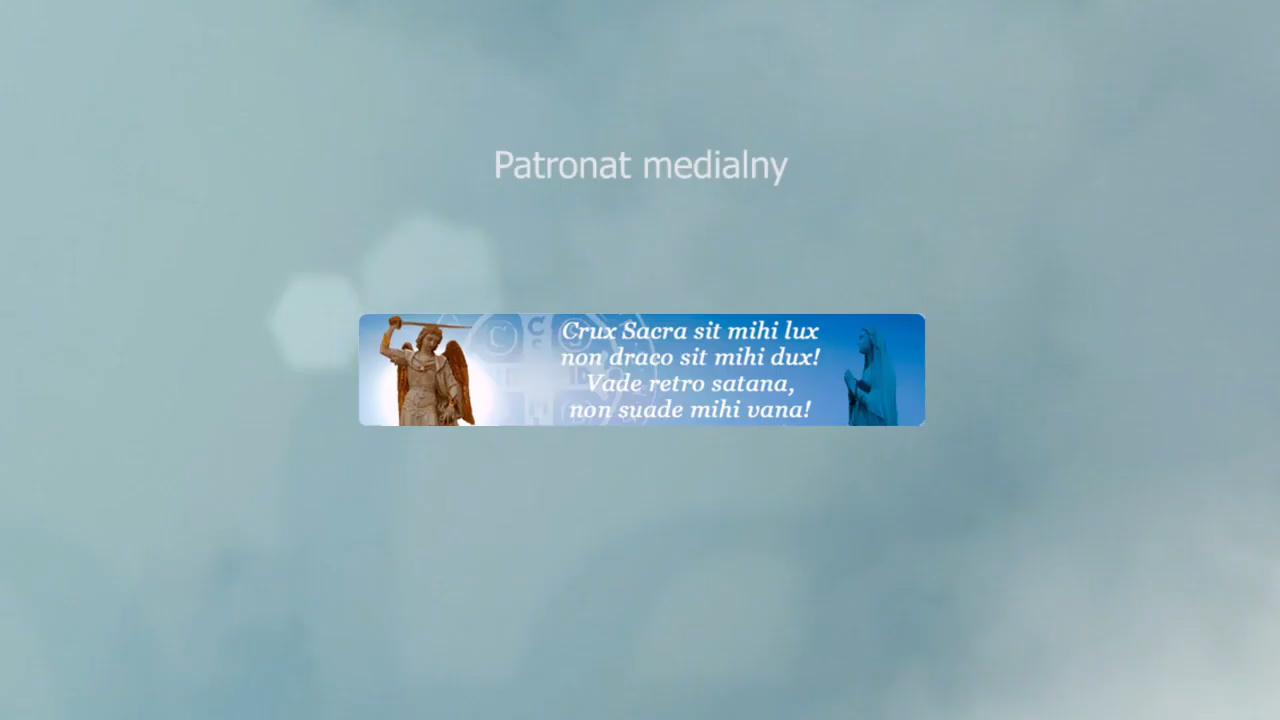 Patronat medialny
Crux Sacra sit mihi lux
non draco sit mihi dux!
Vade retro satana,
non suade mihi vana!